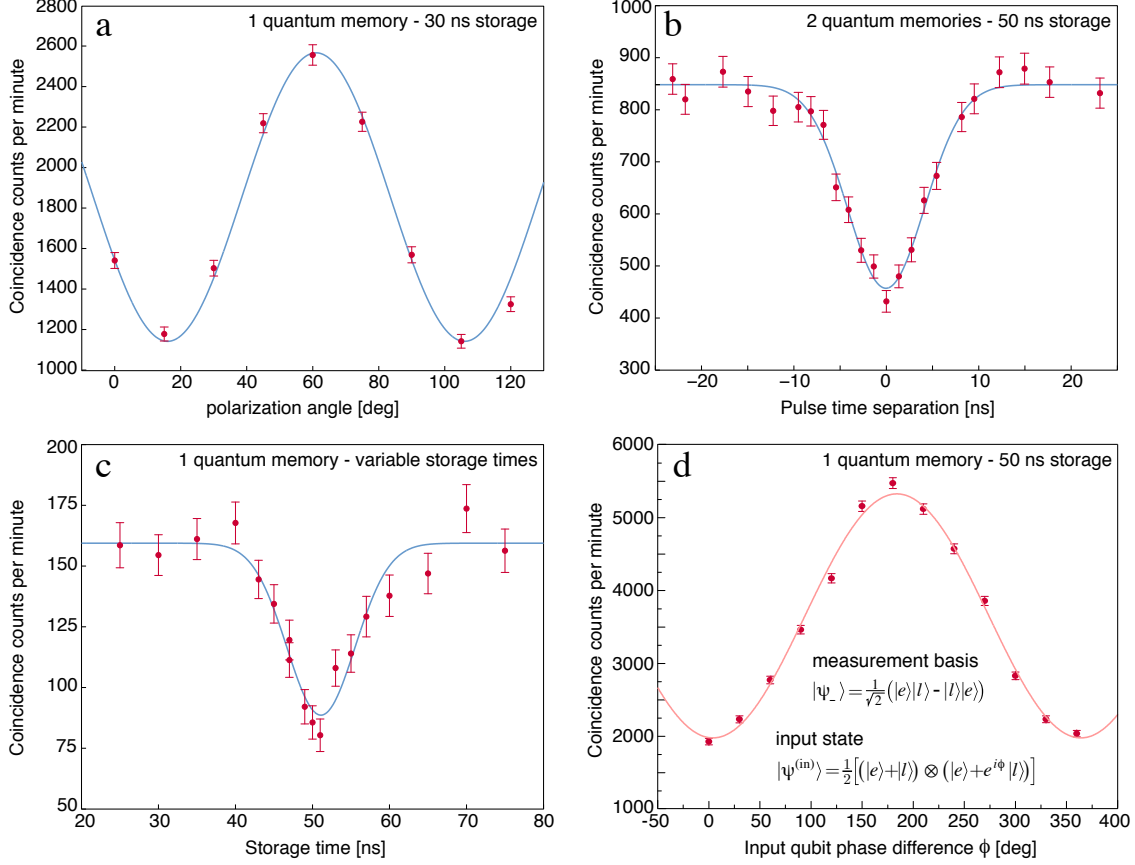 a
1 quantum memory - 30 ns storage
Coincidence counts per minute
2800
2600
2400
2200
2000
1800
1600
1400
1200
1000
0 20 40 60 80 100 120
polarization angle [deg]
b
2 quantum memories - 50 ns storage
Coincidence counts per minute
1000
900
800
700
600
500
400
300
−20 −10 0 10 20
Pulse time separation [ns]
c
1 quantum memory - variable storage times
Coincidence counts per minute
200
175
150
125
100
75
50
20 30 40 50 60 70 80
Storage time [ns]
d
1 quantum memory - 50 ns storage
Coincidence counts per minute
6000
5000
4000
3000
2000
1000
measurement basis
|ψ₋⟩=1/√2(|e⟩|l⟩-|l⟩|e⟩)
input state
|ψ⁽ⁱⁿ⁾⟩=1/2[(|e⟩+|l⟩)⊗(|e⟩+e^{iϕ}|l⟩)]
-50 0 50 100 150 200 250 300 350 400
Input qubit phase difference ϕ [deg]